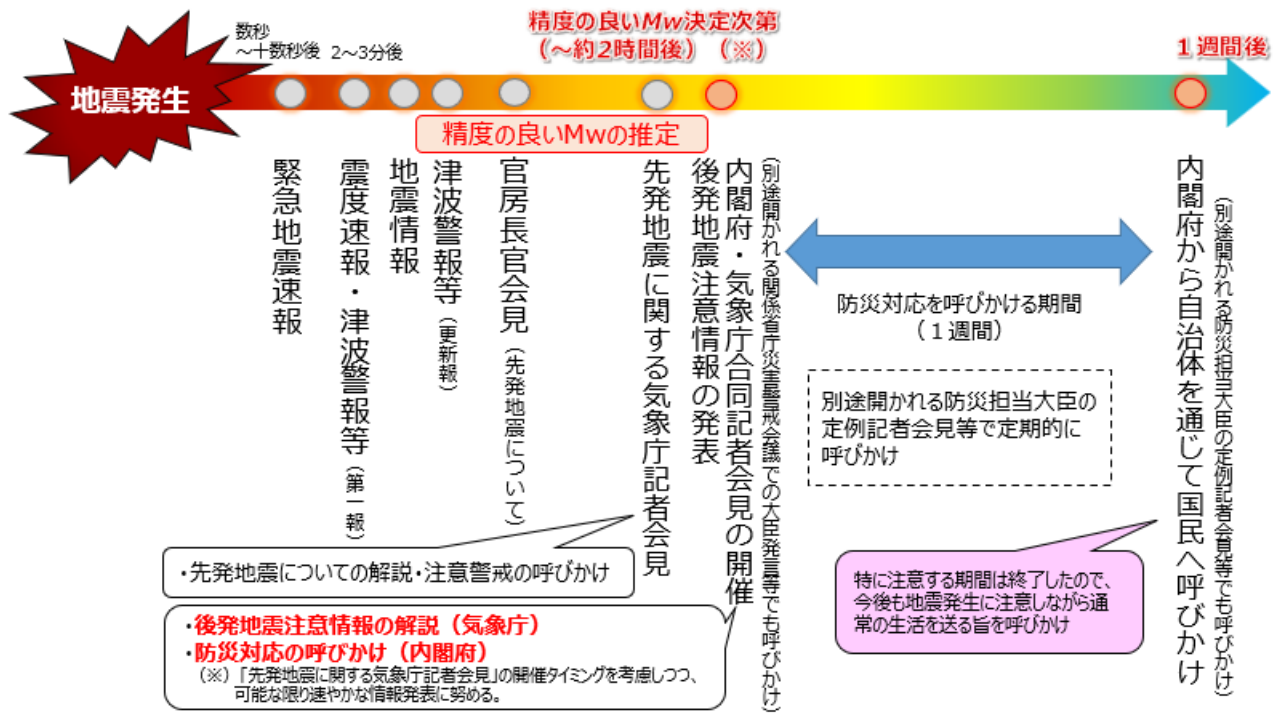 地震発生
数秒
～十数秒後
2～3分後
精度の良いMw決定次第
（～約２時間後）（※）
１週間後
精度の良いMwの推定
緊急地震速報
震度速報・津波警報等（第一報）
地震情報
津波警報等（更新報）
官房長官会見（先発地震について）
先発地震に関する気象庁記者会見
後発地震注意情報の発表
内閣府・気象庁合同記者会見の開催
（別途開かれる関係省庁災害警戒会議での大臣発言等でも呼びかけ）
防災対応を呼びかける期間
（１週間）
別途開かれる防災担当大臣の
定例記者会見等で定期的に
呼びかけ
内閣府から自治体を通じて国民へ呼びかけ
（別途開かれる防災担当大臣の定例記者会見等でも呼びかけ）
・先発地震についての解説・注意警戒の呼びかけ
・後発地震注意情報の解説（気象庁）
・防災対応の呼びかけ（内閣府）
（※）「先発地震に関する気象庁記者会見」の開催タイミングを考慮しつつ、
可能な限り速やかな情報発表に努める。
特に注意する期間は終了したので、
今後も地震発生に注意しながら通
常の生活を送る旨を呼びかけ